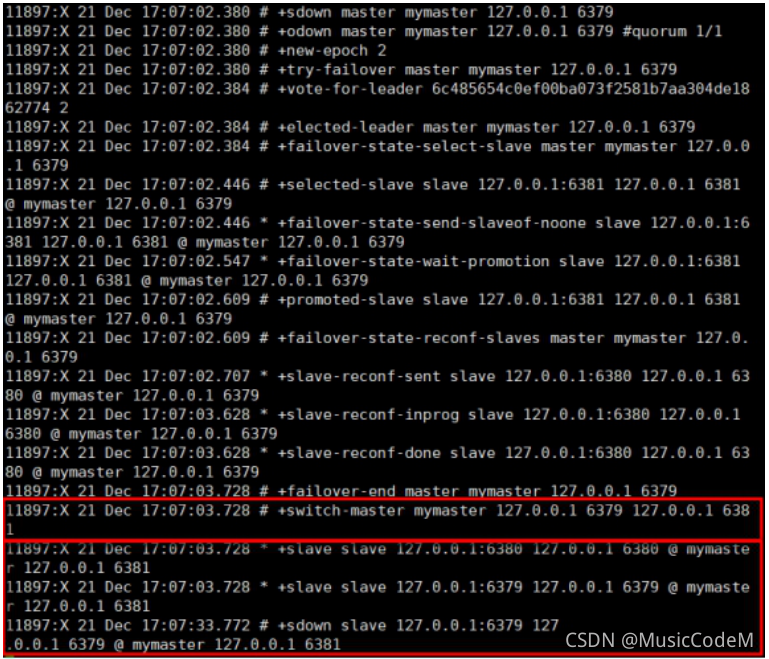 11897:X 21 Dec 17:07:02.380 # +sdown master mymaster 127.0.0.1 6379
11897:X 21 Dec 17:07:02.380 # +odown master mymaster 127.0.0.1 6379 #quorum 1/1
11897:X 21 Dec 17:07:02.380 # +new-epoch 2
11897:X 21 Dec 17:07:02.380 # +try-failover master mymaster 127.0.0.1 6379
11897:X 21 Dec 17:07:02.384 # +vote-for-leader 6c485654c0ef00ba073f2581b7aa304de18
62774 2
11897:X 21 Dec 17:07:02.384 # +elected-leader master mymaster 127.0.0.1 6379
11897:X 21 Dec 17:07:02.384 # +failover-state-select-slave master mymaster 127.0.0
.1 6379
11897:X 21 Dec 17:07:02.446 # +selected-slave slave 127.0.0.1:6381 127.0.0.1 6381
@ mymaster 127.0.0.1 6379
11897:X 21 Dec 17:07:02.446 * +failover-state-send-slaveof-noone slave 127.0.0.1:6
381 127.0.0.1 6381 @ mymaster 127.0.0.1 6379
11897:X 21 Dec 17:07:02.547 * +failover-state-wait-promotion slave 127.0.0.1:6381
127.0.0.1 6381 @ mymaster 127.0.0.1 6379
11897:X 21 Dec 17:07:02.609 # +promoted-slave slave 127.0.0.1:6381 127.0.0.1 6381
@ mymaster 127.0.0.1 6379
11897:X 21 Dec 17:07:02.609 # +failover-state-reconf-slaves master mymaster 127.0.
0.1 6379
11897:X 21 Dec 17:07:02.707 * +slave-reconf-sent slave 127.0.0.1:6380 127.0.0.1 63
80 @ mymaster 127.0.0.1 6379
11897:X 21 Dec 17:07:03.628 * +slave-reconf-inprog slave 127.0.0.1:6380 127.0.0.1
6380 @ mymaster 127.0.0.1 6379
11897:X 21 Dec 17:07:03.628 * +slave-reconf-done slave 127.0.0.1:6380 127.0.0.1 63
80 @ mymaster 127.0.0.1 6379
11897:X 21 Dec 17:07:03.728 # +failover-end master mymaster 127.0.0.1 6379
11897:X 21 Dec 17:07:03.728 # +switch-master mymaster 127.0.0.1 6379 127.0.0.1 638
1
11897:X 21 Dec 17:07:03.728 * +slave slave 127.0.0.1:6380 127.0.0.1 6380 @ mymaste
r 127.0.0.1 6381
11897:X 21 Dec 17:07:03.728 * +slave slave 127.0.0.1:6379 127.0.0.1 6379 @ mymaste
r 127.0.0.1 6381
11897:X 21 Dec 17:07:33.772 # +sdown slave 127.0.0.1:6379 127
.0.0.1 6379 @ mymaster 127.0.0.1 6381
CSDN @MusicCodeM